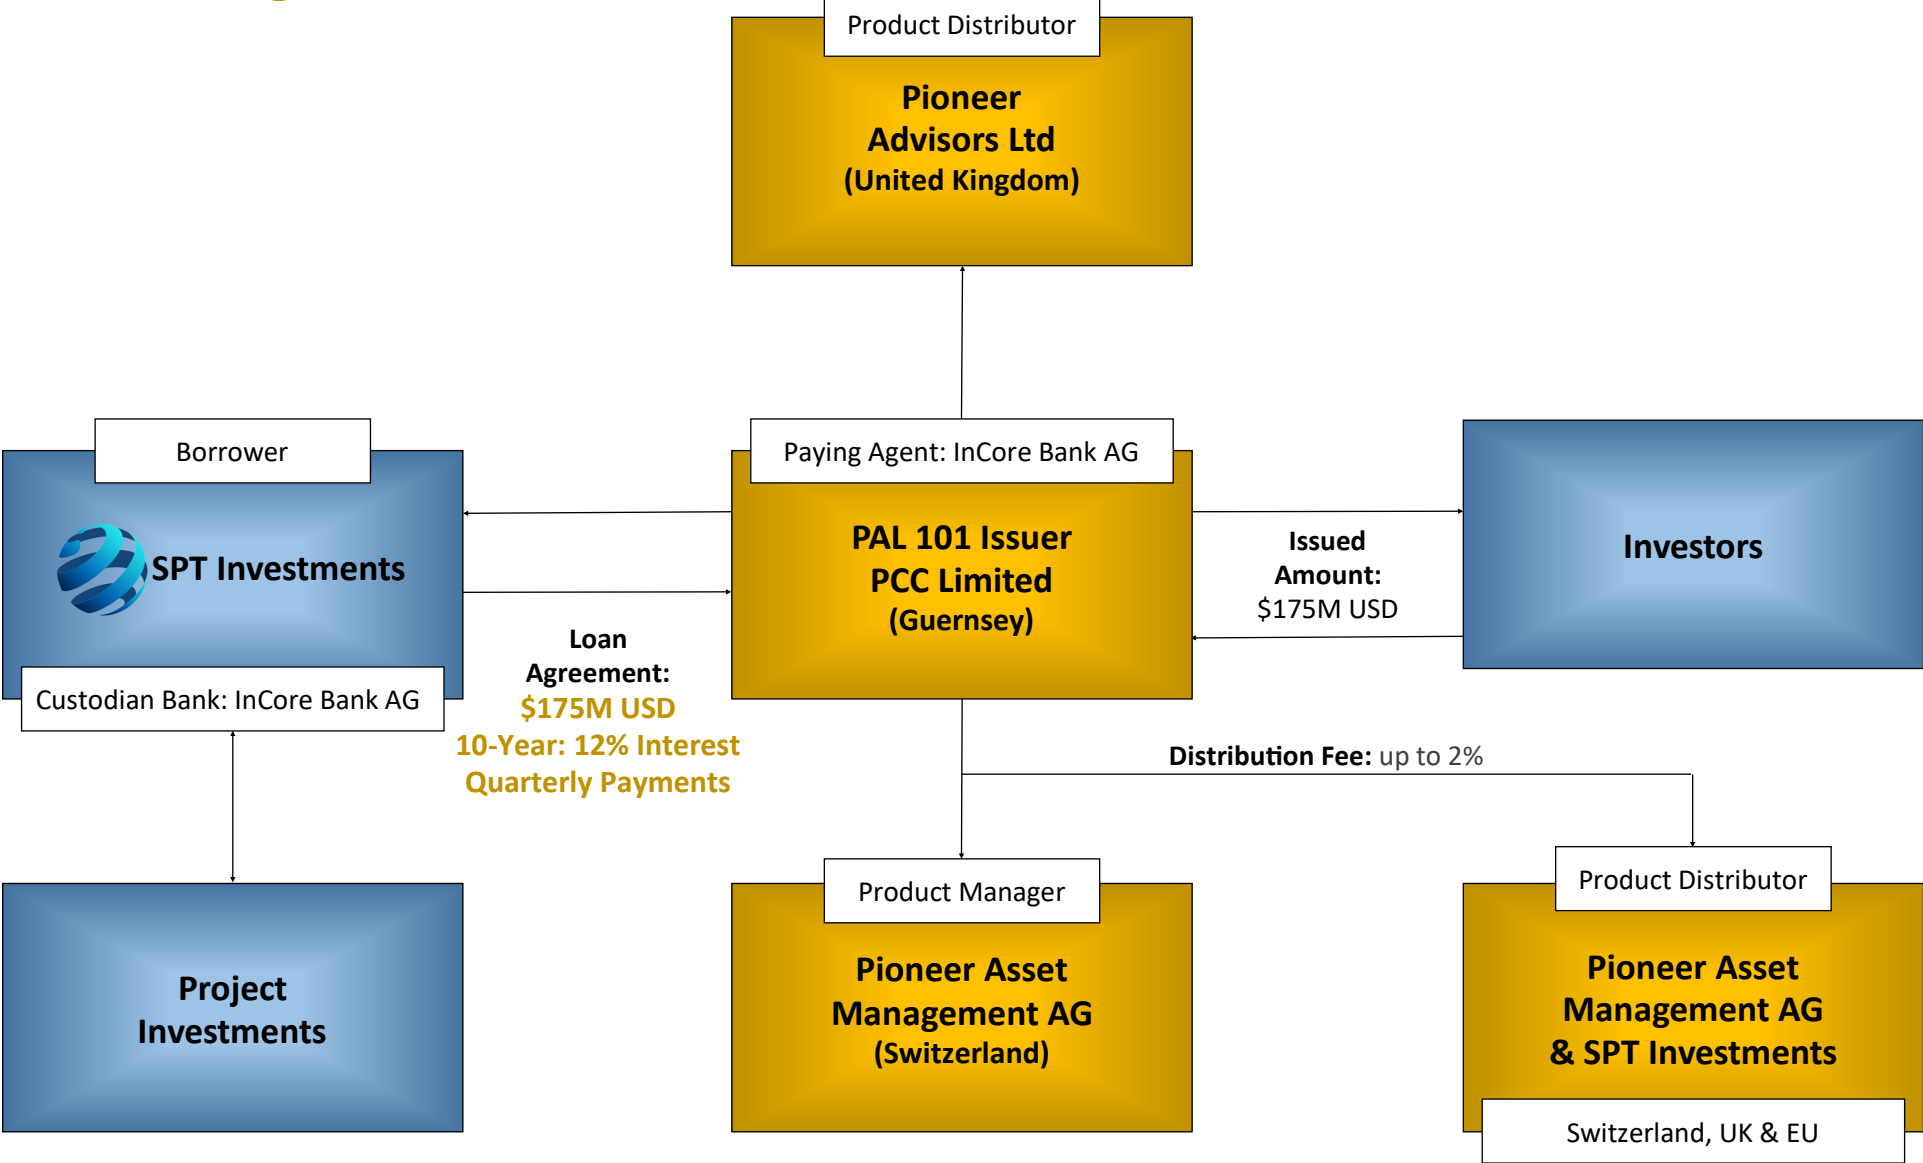 Product Distributor
Pioneer
Advisors Ltd
(United Kingdom)
Borrower
SPT Investments
Custodian Bank: InCore Bank AG
Loan
Agreement:
$175M USD
10-Year: 12% Interest
Quarterly Payments
Paying Agent: InCore Bank AG
PAL 101 Issuer
PCC Limited
(Guernsey)
Issued
Amount:
$175M USD
Investors
Distribution Fee: up to 2%
Project
Investments
Product Manager
Pioneer Asset
Management AG
(Switzerland)
Product Distributor
Pioneer Asset
Management AG
& SPT Investments
Switzerland, UK & EU